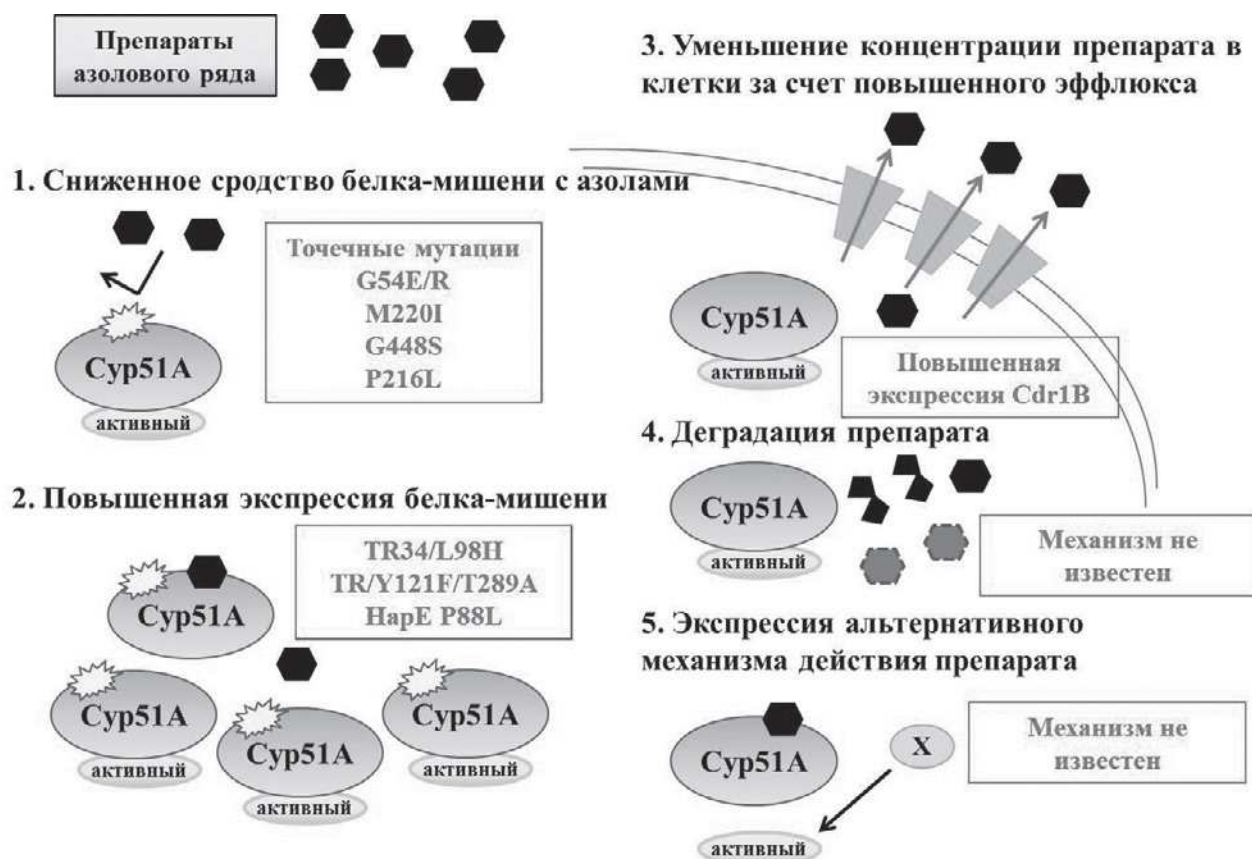 Препараты
азолового ряда
1. Сниженное сродство белка-мишени с азолами
Точечные мутации
G54E/R
M220I
G448S
P216L
Cyp51A
активный
2. Повышенная экспрессия белка-мишени
TR34/L98H
TR/Y121F/T289A
HapE P88L
Cyp51A
Cyp51A
Cyp51A
Cyp51A
активный
активный
активный
3. Уменьшение концентрации препарата в
клетки за счет повышенного эффлюкса
Cyp51A
активный
Повышенная
экспрессия Cdr1B
4. Деградация препарата
Cyp51A
активный
Механизм не
известен
5. Экспрессия альтернативного
механизма действия препарата
Cyp51A
X
Механизм не
известен
активный